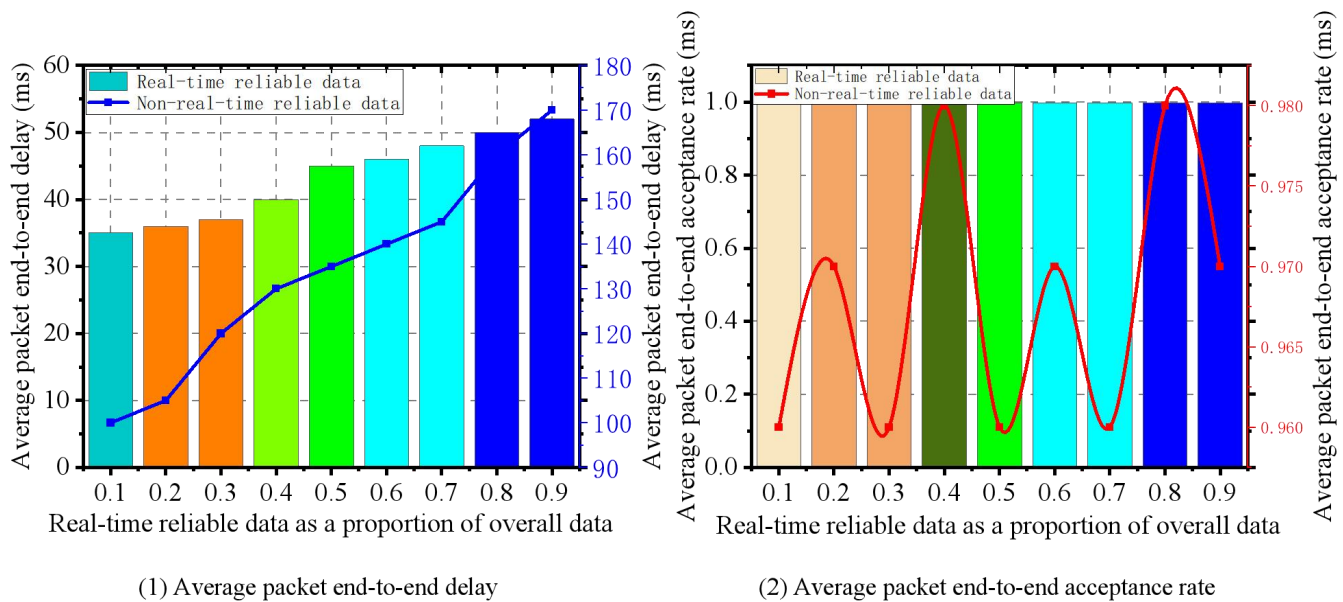 Average packet end-to-end delay (ms)
60
50
40
30
20
10
0
Real-time reliable data
Non-real-time reliable data
180
170
160
150
140
130
120
110
100
90
Average packet end-to-end delay (ms)
0.1 0.2 0.3 0.4 0.5 0.6 0.7 0.8 0.9
Real-time reliable data as a proportion of overall data
(1) Average packet end-to-end delay
Average packet end-to-end acceptance rate (ms)
1.0
0.8
0.6
0.4
0.2
0.0
Real-time reliable data
Non-real-time reliable data
0.980
0.975
0.970
0.965
0.960
Average packet end-to-end acceptance rate (ms)
0.1 0.2 0.3 0.4 0.5 0.6 0.7 0.8 0.9
Real-time reliable data as a proportion of overall data
(2) Average packet end-to-end acceptance rate